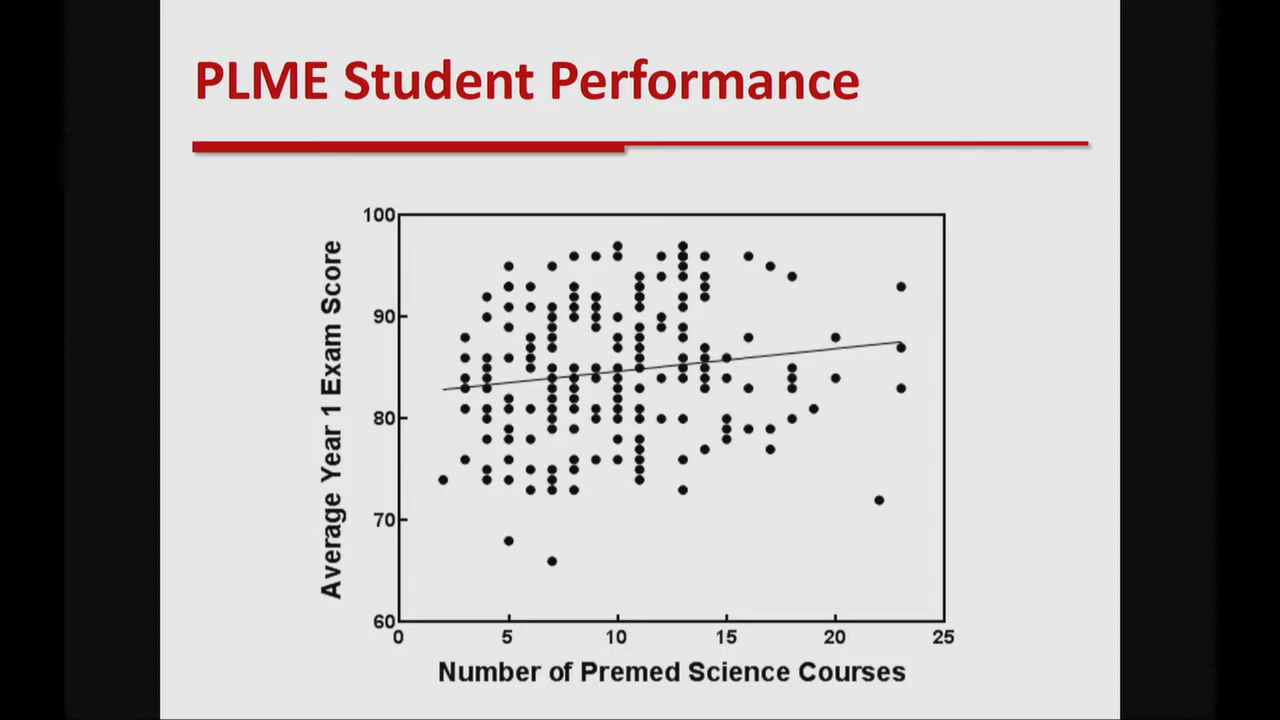 PLME Student Performance
100
90
80
70
60
Average Year 1 Exam Score
0 5 10 15 20 25
Number of Premed Science Courses